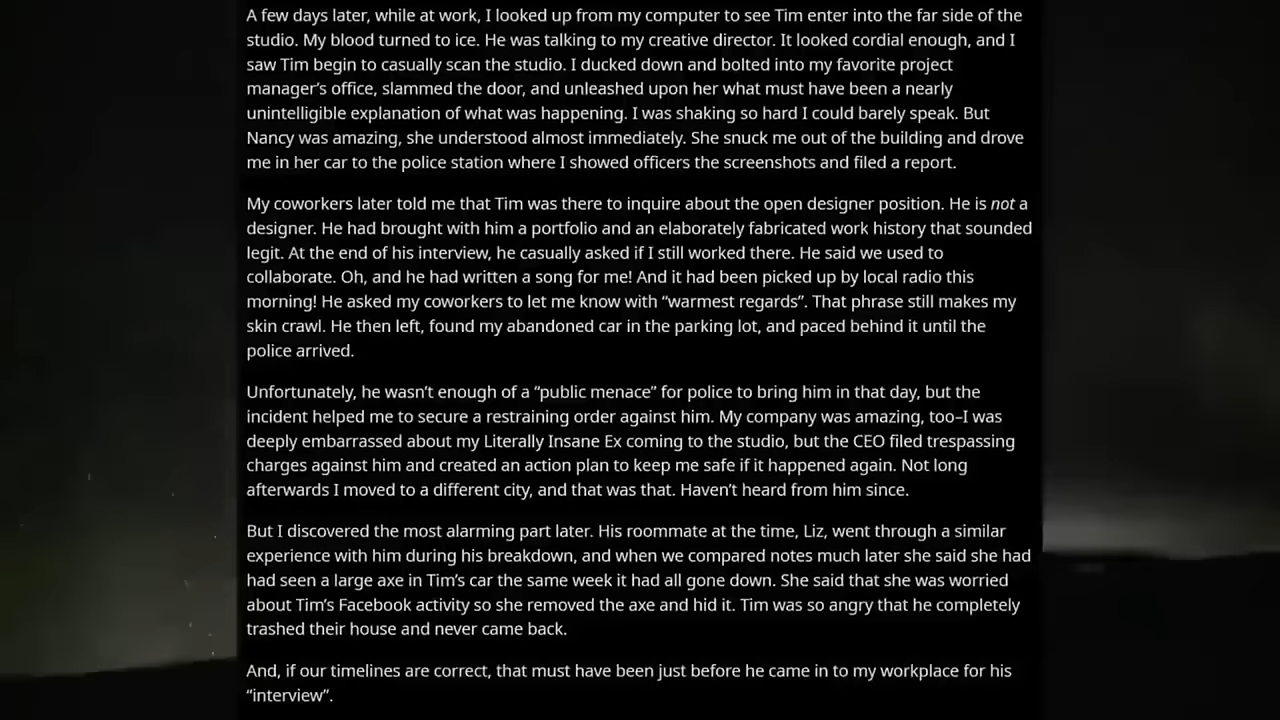 A few days later, while at work, I looked up from my computer to see Tim enter into the far side of the
studio. My blood turned to ice. He was talking to my creative director. It looked cordial enough, and I
saw Tim begin to casually scan the studio. I ducked down and bolted into my favorite project
manager’s office, slammed the door, and unleashed upon her what must have been a nearly
unintelligible explanation of what was happening. I was shaking so hard I could barely speak. But
Nancy was amazing, she understood almost immediately. She snuck me out of the building and drove
me in her car to the police station where I showed officers the screenshots and filed a report.
My coworkers later told me that Tim was there to inquire about the open designer position. He is not a
designer. He had brought with him a portfolio and an elaborately fabricated work history that sounded
legit. At the end of his interview, he casually asked if I still worked there. He said we used to
collaborate. Oh, and he had written a song for me! And it had been picked up by local radio this
morning! He asked my coworkers to let me know with “warmest regards”. That phrase still makes my
skin crawl. He then left, found my abandoned car in the parking lot, and paced behind it until the
police arrived.
Unfortunately, he wasn’t enough of a “public menace” for police to bring him in that day, but the
incident helped me to secure a restraining order against him. My company was amazing, too–I was
deeply embarrassed about my Literally Insane Ex coming to the studio, but the CEO filed trespassing
charges against him and created an action plan to keep me safe if it happened again. Not long
afterwards I moved to a different city, and that was that. Haven’t heard from him since.
But I discovered the most alarming part later. His roommate at the time, Liz, went through a similar
experience with him during his breakdown, and when we compared notes much later she said she had
had seen a large axe in Tim’s car the same week it had all gone down. She said that she was worried
about Tim’s Facebook activity so she removed the axe and hid it. Tim was so angry that he completely
trashed their house and never came back.
And, if our timelines are correct, that must have been just before he came in to my workplace for his
“interview”.